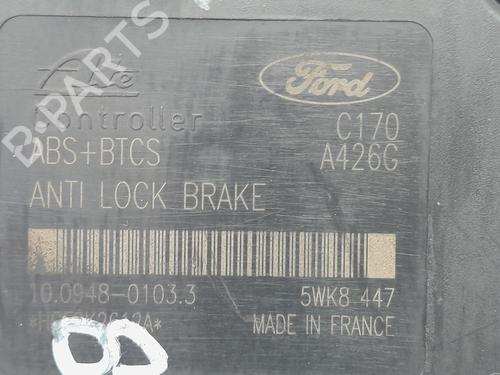 B-PARTS
Ate
Ford
Controller
C170
ABS+BTCS
A426G
ANTI LOCK BRAKE
10.0948-0103.3
5WK8 447
MADE IN FRANCE